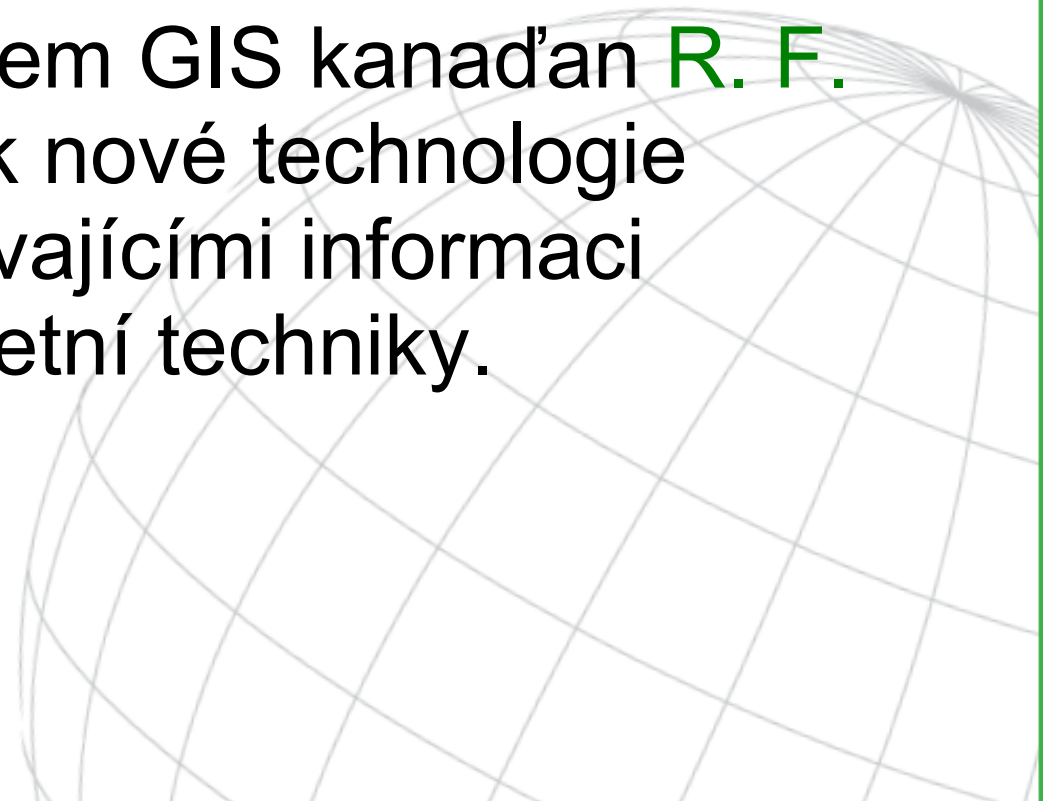 em GIS kanaďan R. F.
k nové technologie
vajícími informaci
etní techniky.